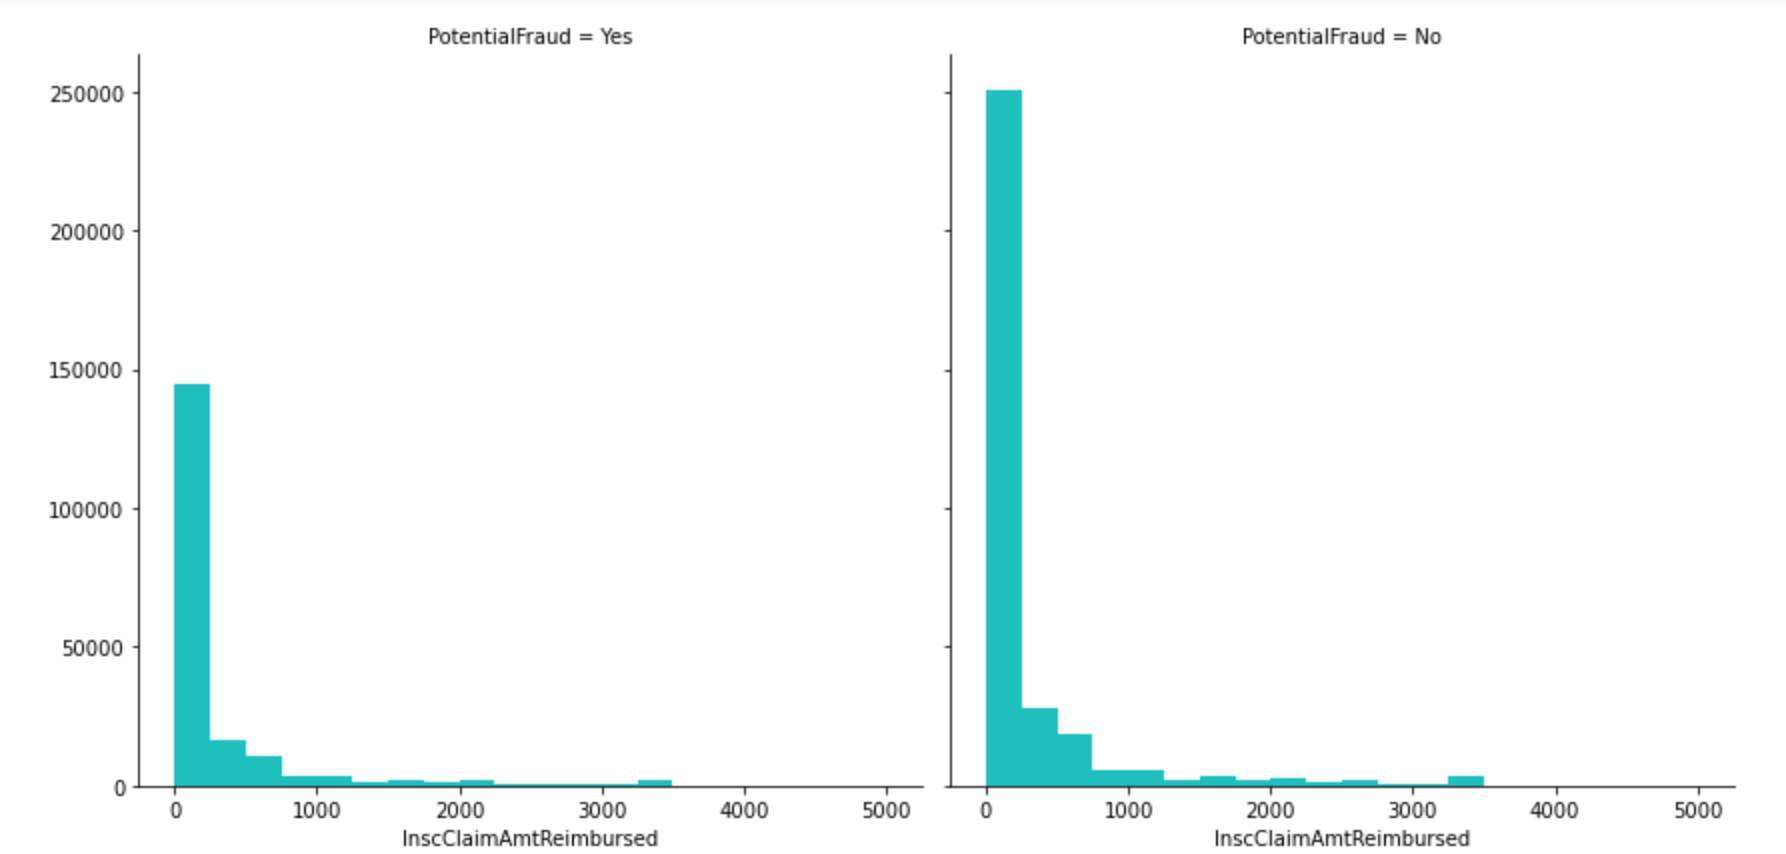 PotentialFraud = Yes
PotentialFraud = No
250000
200000
150000
100000
50000
0
0 1000 2000 3000 4000 5000
0 1000 2000 3000 4000 5000
InscClaimAmtReimbursed
InscClaimAmtReimbursed